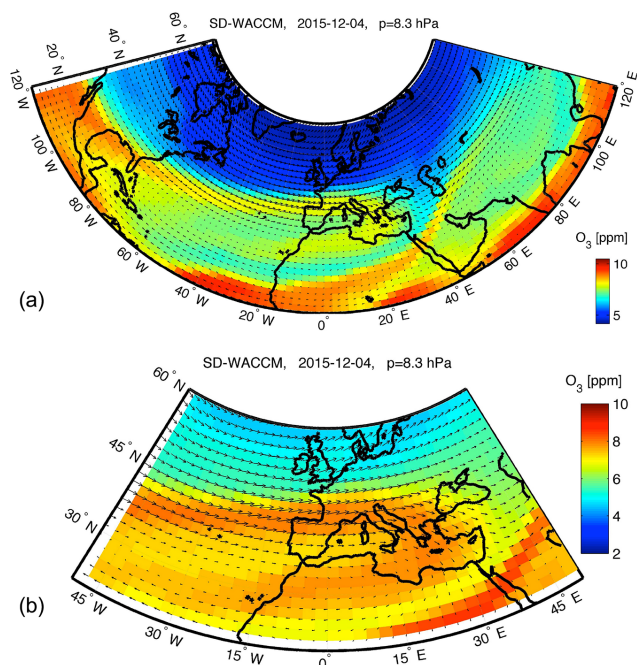 SD-WACCM, 2015-12-04, p=8.3 hPa
60° N
40° N
20° N
120° W
100° W
80° W
60° W
40° W
20° W
0°
20° E
40° E
60° E
80° E
100° E
120° E
O3 [ppm]
10
5
(a)
SD-WACCM, 2015-12-04, p=8.3 hPa
60° N
45° N
30° N
45° W
30° W
15° W
0°
15° E
30° E
45° E
O3 [ppm]
10
8
6
4
2
(b)